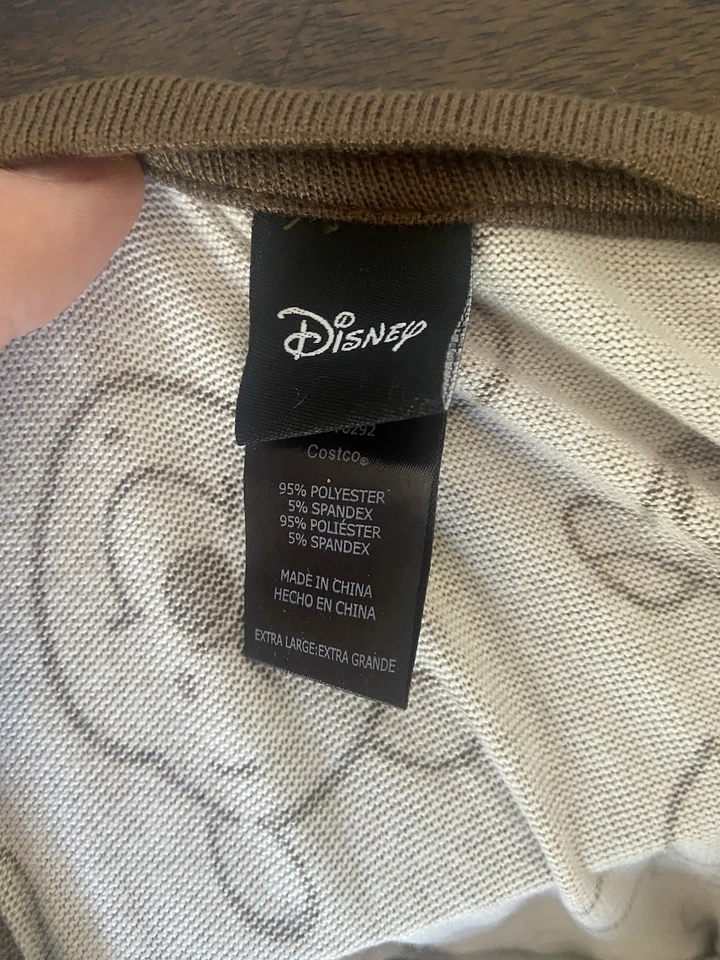 Disney
Costco®
95% POLYESTER
5% SPANDEX
95% POLIÉSTER
5% SPANDEX
MADE IN CHINA
HECHO EN CHINA
EXTRA LARGE:EXTRA GRANDE